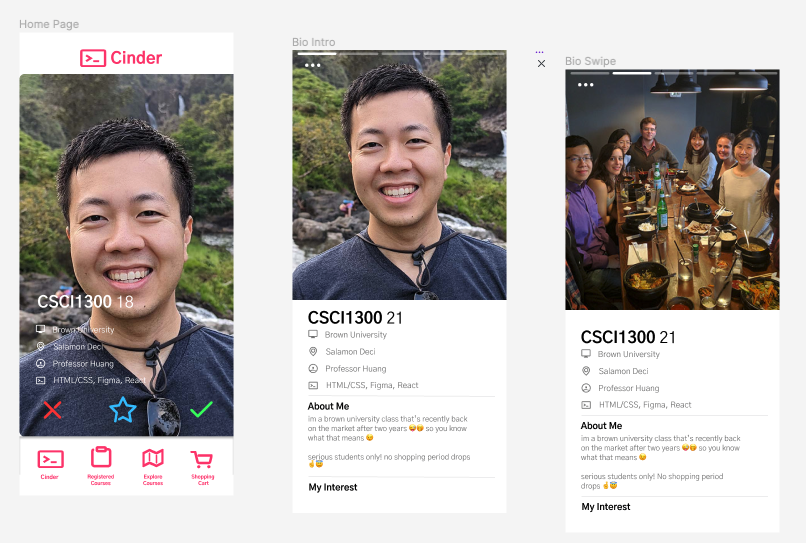 Home Page
Cinder
CSCI1300 18
Brown University
Salamon Deci
Professor Huang
HTML/CSS, Figma, React
Cinder
Registered
Courses
Explore
Courses
Shopping
Cart
Bio Intro
CSCI1300 21
Brown University
Salamon Deci
Professor Huang
HTML/CSS, Figma, React
About Me
im a brown university class that's recently back
on the market after two years 😝🤭 so you know
what that means 😉
serious students only! no shopping period drops
☝️😇
My Interest
Bio Swipe
CSCI1300 21
Brown University
Salamon Deci
Professor Huang
HTML/CSS, Figma, React
About Me
im a brown university class that's recently back
on the market after two years 😝🤭 so you know
what that means 😉
serious students only! No shopping period
drops ☝️😇
My Interest